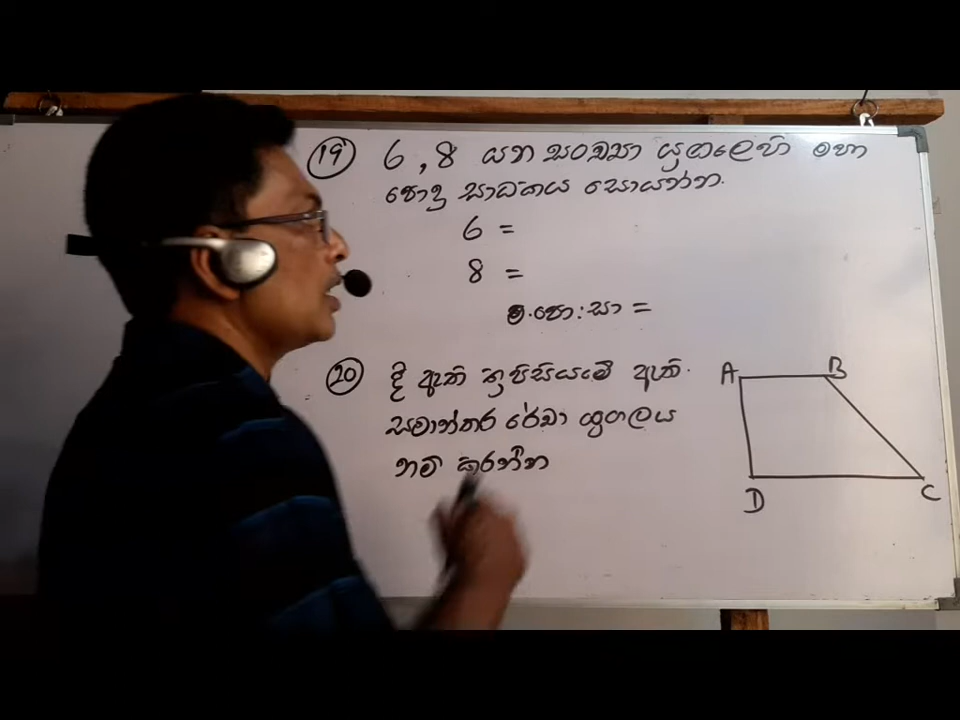 19 6, 8 යන සංඛ්‍යා යුගලෙහි මහා
පොදු සාධකය සොයන්න.
6 =
8 =
ම.පො:සා =
20 දී ඇති ත්‍රපිසියමේ ඇති
සමාන්තර රේඛා යුගලය
නම් කරන්න
A B
D C